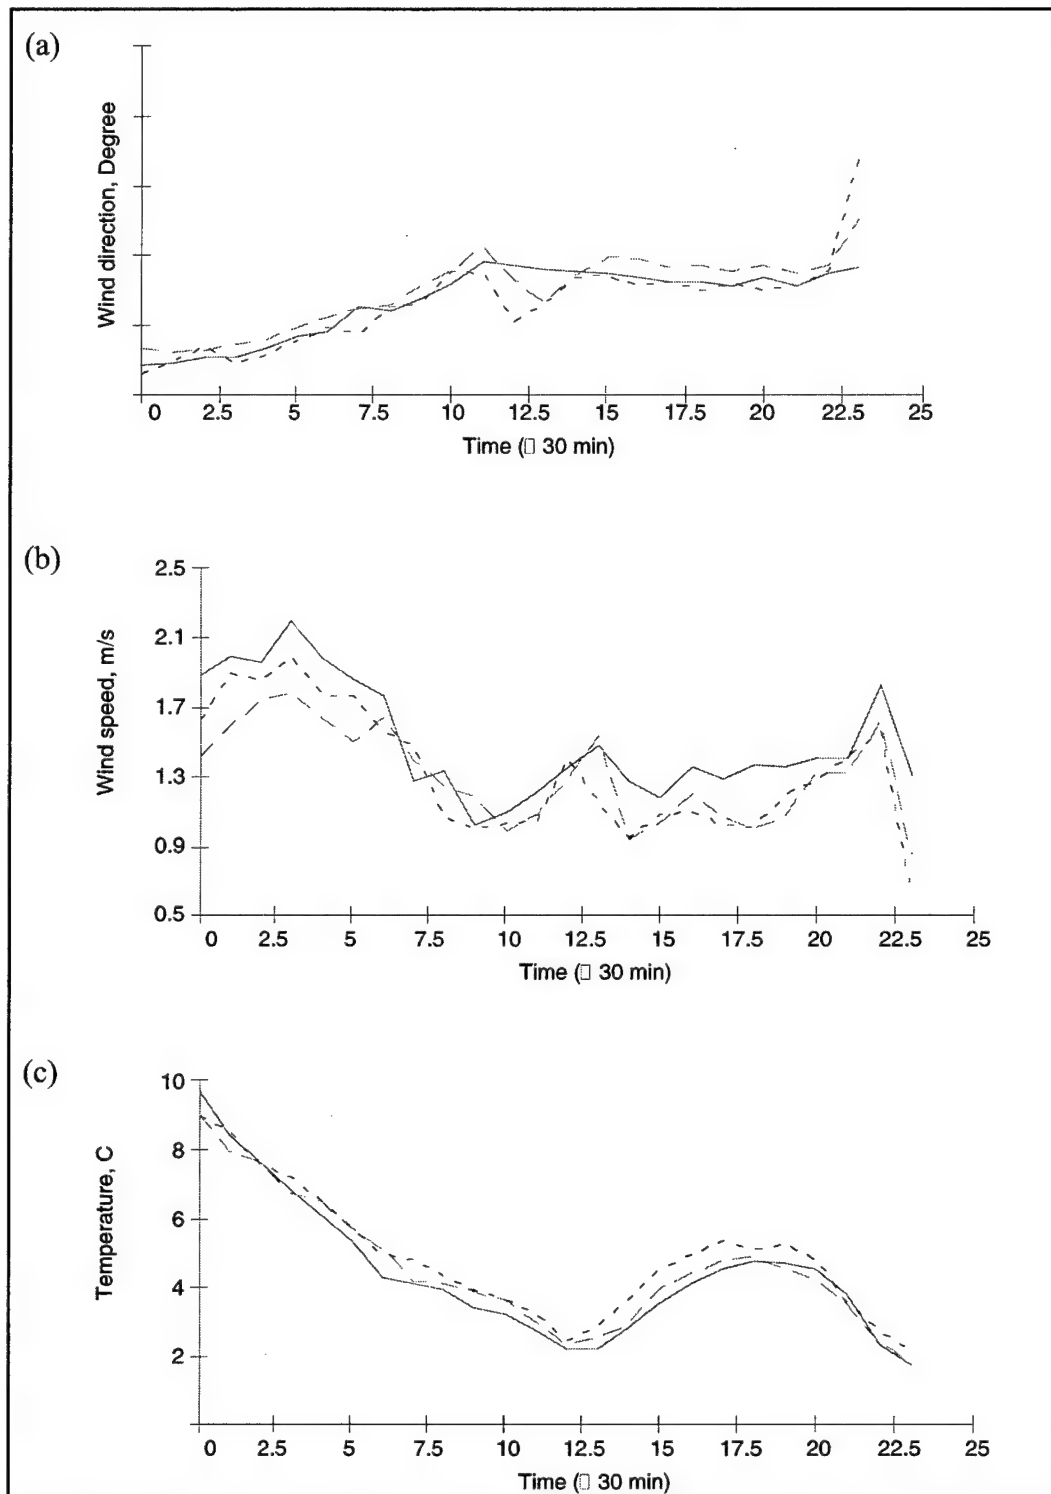 (a)
Wind direction, Degree
0 2.5 5 7.5 10 12.5 15 17.5 20 22.5 25
Time (▯ 30 min)
(b)
2.5
2.1
1.7
1.3
0.9
0.5
Wind speed, m/s
0 2.5 5 7.5 10 12.5 15 17.5 20 22.5 25
Time (▯ 30 min)
(c)
10
8
6
4
2
Temperature, C
0 2.5 5 7.5 10 12.5 15 17.5 20 22.5 25
Time (▯ 30 min)